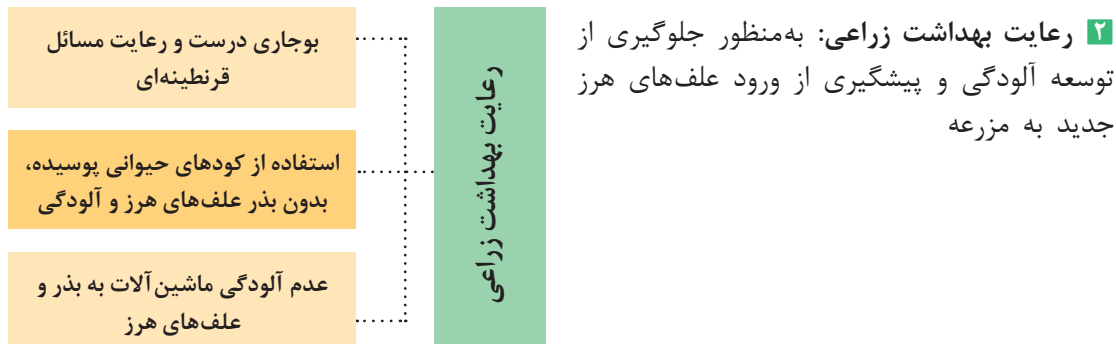 ۲ رعایت بهداشت زراعی: به‌منظور جلوگیری از
توسعه آلودگی و پیشگیری از ورود علف‌های هرز
جدید به مزرعه
رعایت بهداشت زراعی
بوجاری درست و رعایت مسائل
قرنطینه‌ای
استفاده از کودهای حیوانی پوسیده،
بدون بذر علف‌های هرز و آلودگی
عدم آلودگی ماشین‌آلات به بذر و
علف‌های هرز